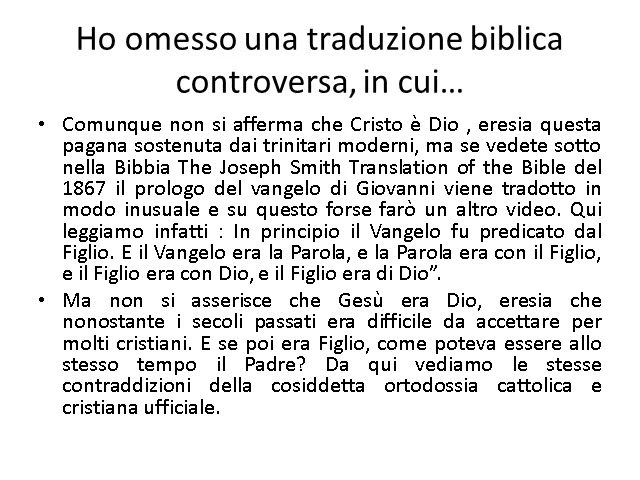 Ho omesso una traduzione biblica
controversa, in cui…
• Comunque non si afferma che Cristo è Dio , eresia questa
pagana sostenuta dai trinitari moderni, ma se vedete sotto
nella Bibbia The Joseph Smith Translation of the Bible del
1867 il prologo del vangelo di Giovanni viene tradotto in
modo inusuale e su questo forse farò un altro video. Qui
leggiamo infatti : In principio il Vangelo fu predicato dal
Figlio. E il Vangelo era la Parola, e la Parola era con il Figlio,
e il Figlio era con Dio, e il Figlio era di Dio”.
• Ma non si asserisce che Gesù era Dio, eresia che
nonostante i secoli passati era difficile da accettare per
molti cristiani. E se poi era Figlio, come poteva essere allo
stesso tempo il Padre? Da qui vediamo le stesse
contraddizioni della cosiddetta ortodossia cattolica e
cristiana ufficiale.